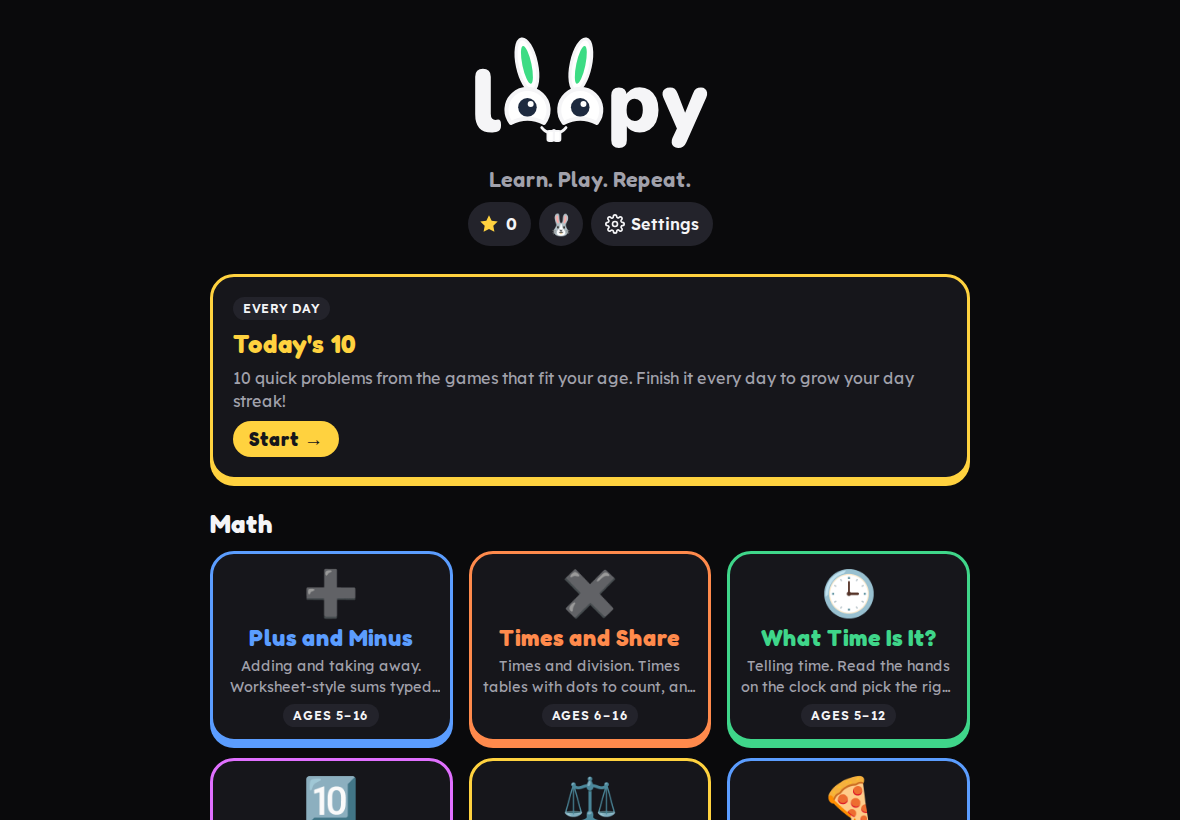 loopy
Learn. Play. Repeat.
0
Settings
EVERY DAY
Today's 10
10 quick problems from the games that fit your age. Finish it every day to grow your day
streak!
Start →
Math
Plus and Minus
Adding and taking away.
Worksheet-style sums typed…
AGES 5–16
Times and Share
Times and division. Times
tables with dots to count, an…
AGES 6–16
What Time Is It?
Telling time. Read the hands
on the clock and pick the rig…
AGES 5–12
10